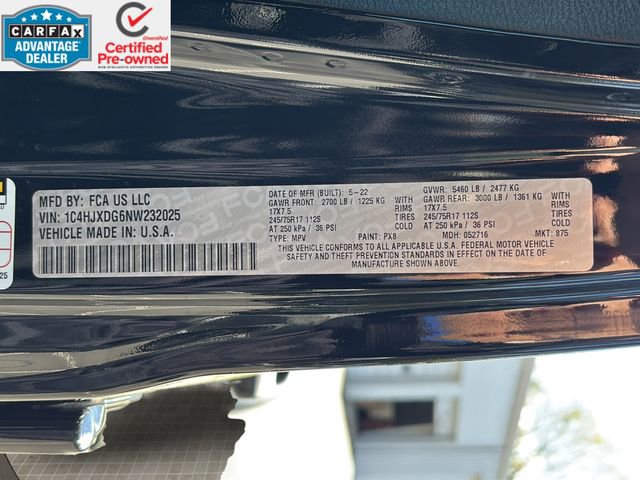 CARFAX
ADVANTAGE
DEALER
Certified
Pre-owned
MFD BY: FCA US LLC
VIN: 1C4HJXDG6NW232025
VEHICLE MADE IN: U.S.A.
DATE OF MFR (BUILT): 5-22
GAWR FRONT: 2700 LB / 1225 KG WITH
RIMS
17X7.5
245/75R17 112S
AT 250 kPa / 36 PSI
TYPE: MPV
PAINT: PX8
GVWR: 5460 LB / 2477 KG
GAWR REAR: 3000 LB / 1361 KG WITH
RIMS
17X7.5
245/75R17 112S
AT 250 kPa / 36 PSI
MDH: 052716
MKT: 875
THIS VEHICLE CONFORMS TO ALL APPLICABLE U.S.A. FEDERAL MOTOR VEHICLE
SAFETY AND THEFT PREVENTION STANDARDS IN EFFECT ON THE DATE OF
MANUFACTURE SHOWN ABOVE.